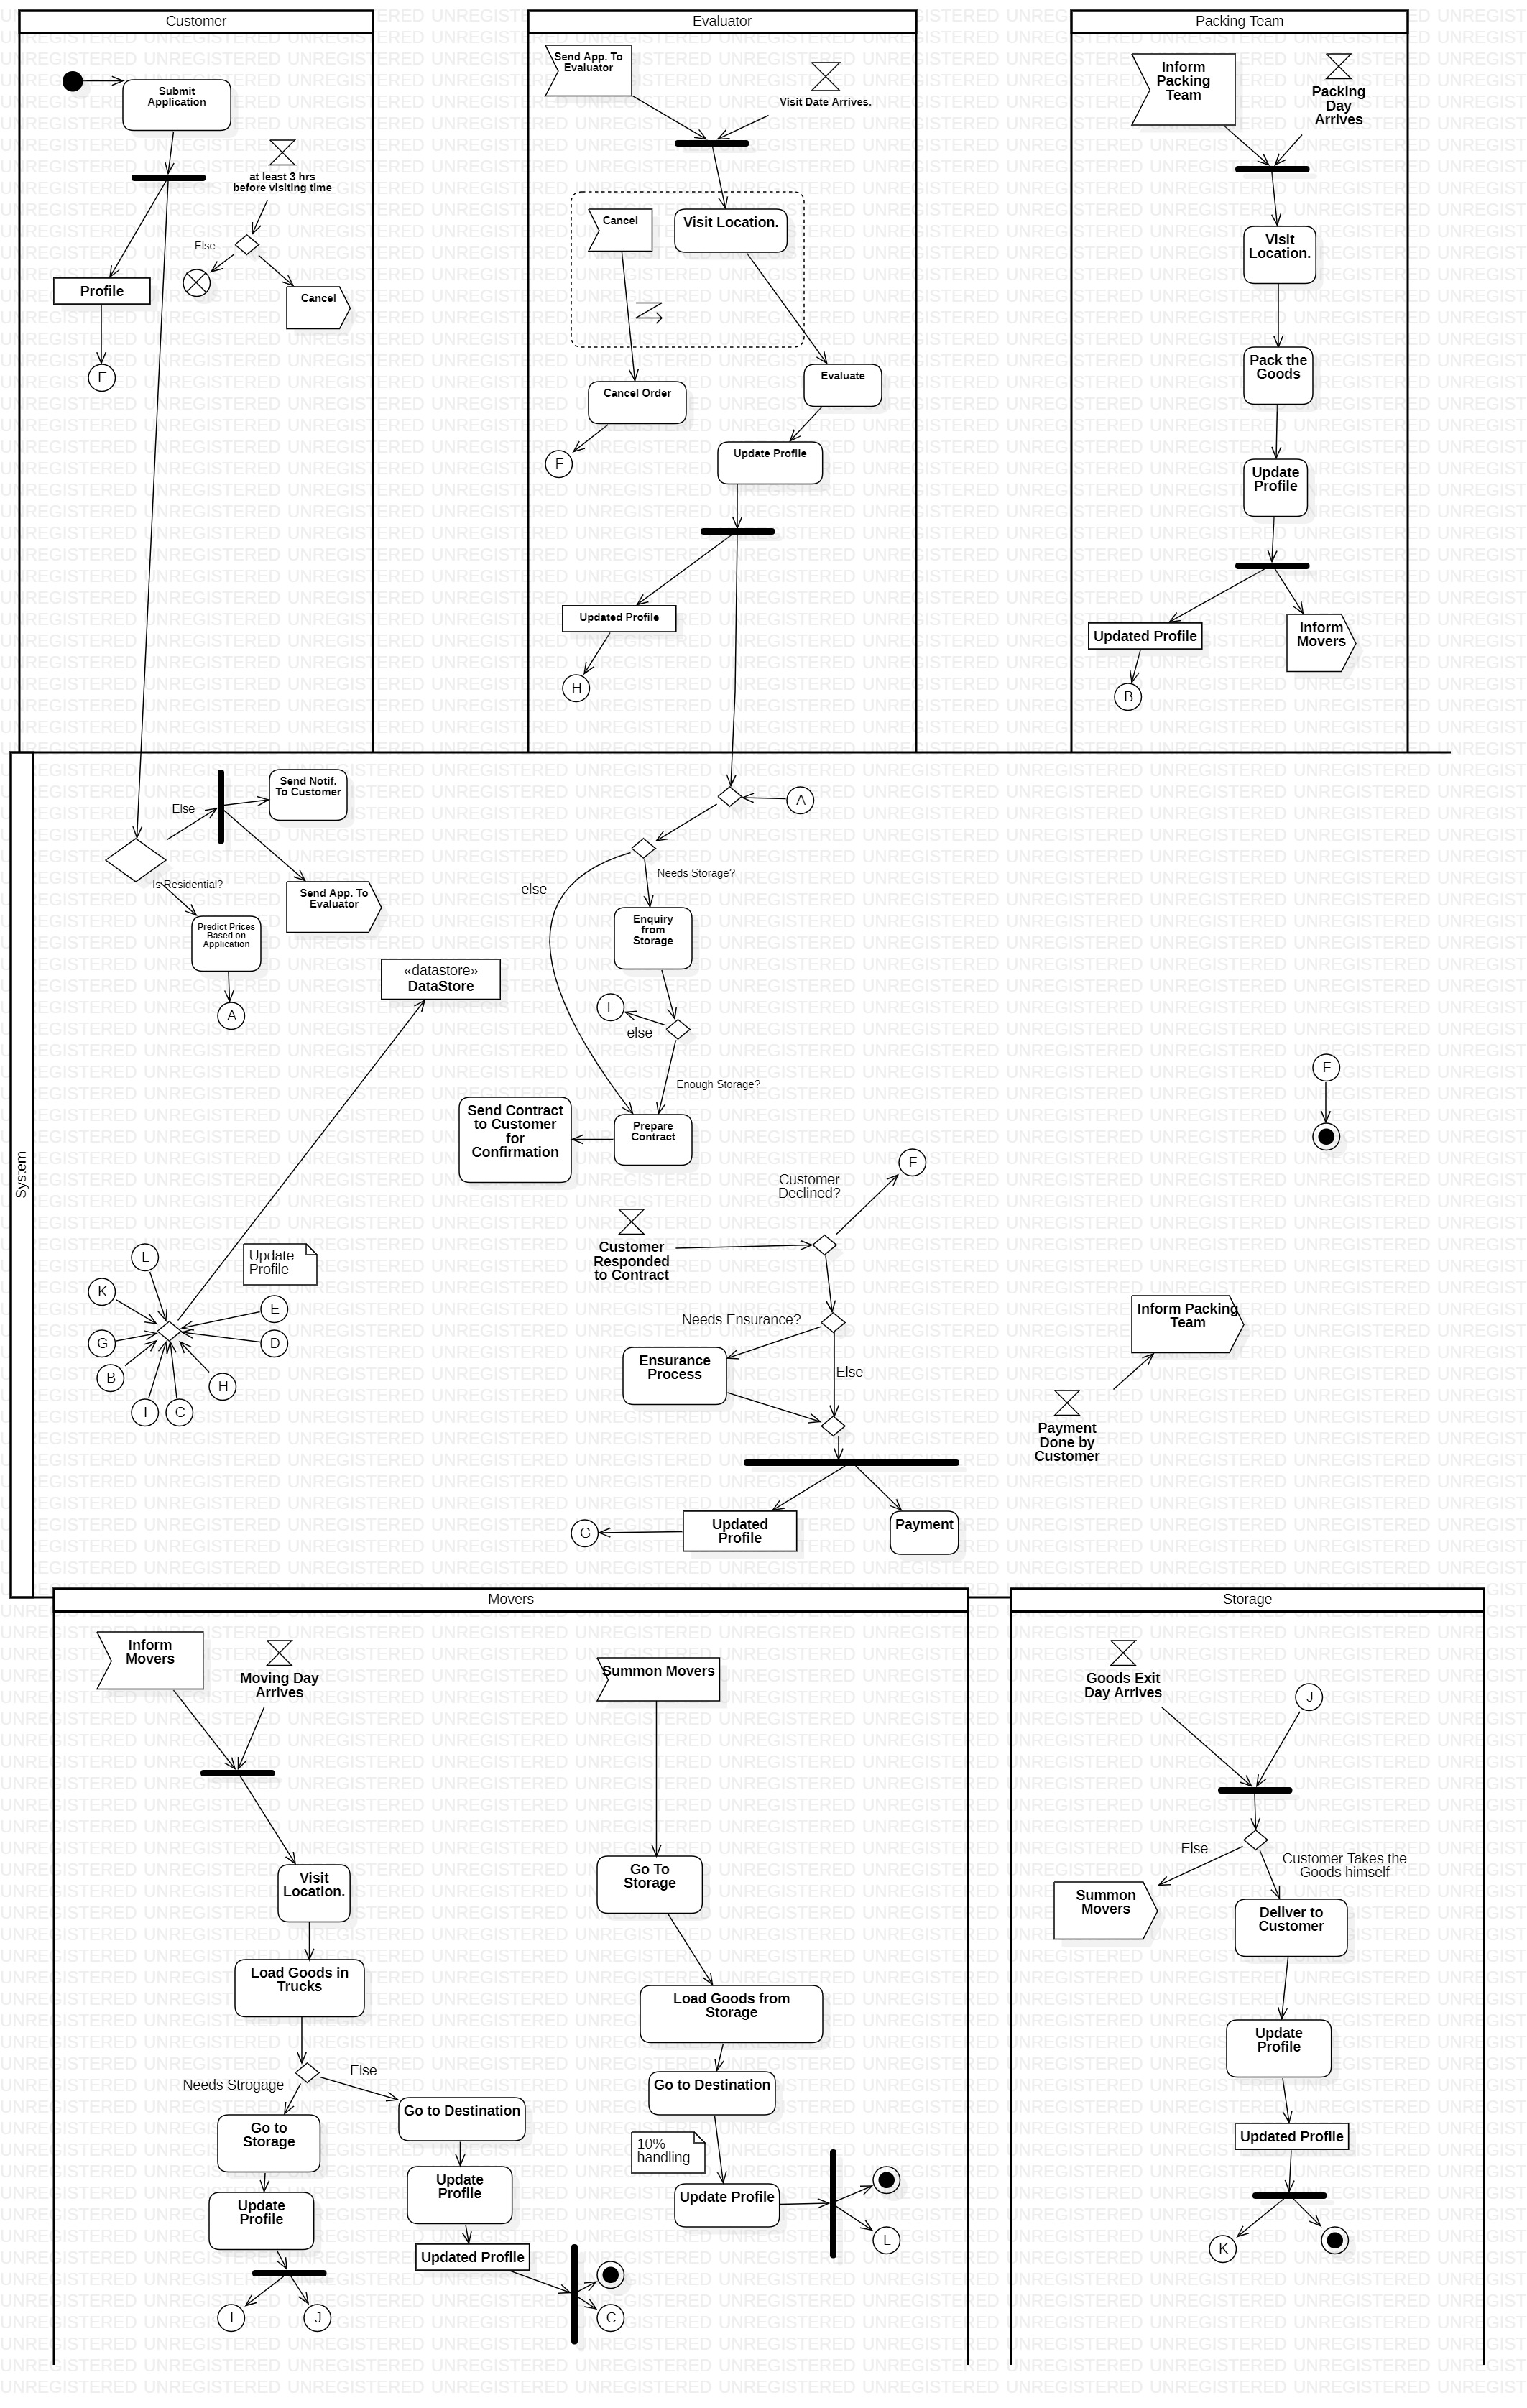 Customer
Submit
Application
at least 3 hrs
before visiting time
Else
Profile
Cancel
E
Evaluator
Send App. To
Evaluator
Visit Date Arrives.
Cancel
Visit Location.
Cancel Order
Evaluate
F
Update Profile
Updated Profile
H
Packing Team
Inform
Packing
Team
Packing
Day
Arrives
Visit
Location.
Pack the
Goods
Update
Profile
Updated Profile
Inform
Movers
B
System
Else
Send Notif.
To Customer
Is Residential?
Send App. To
Evaluator
Predict Prices
Based on
Application
A
«datastore»
DataStore
A
else
Needs Storage?
Enquiry
from
Storage
F
else
Enough Storage?
Send Contract
to Customer
for
Confirmation
Prepare
Contract
F
Customer
Declined?
F
Customer
Responded
to Contract
L
Update
Profile
K
E
G
D
B
H
I
C
Needs Ensurance?
Ensurance
Process
Else
Inform Packing
Team
Payment
Done by
Customer
G
Updated
Profile
Payment
Movers
Inform
Movers
Moving Day
Arrives
Summon Movers
Visit
Location.
Go To
Storage
Load Goods in
Trucks
Load Goods from
Storage
Needs Strogage
Else
Go to
Storage
Go to Destination
Go to Destination
10%
handling
Update
Profile
Update
Profile
Update Profile
Updated Profile
L
I
J
C
Storage
Goods Exit
Day Arrives
J
Else
Customer Takes the
Goods himself
Summon
Movers
Deliver to
Customer
Update
Profile
Updated Profile
K
UNREGISTERED